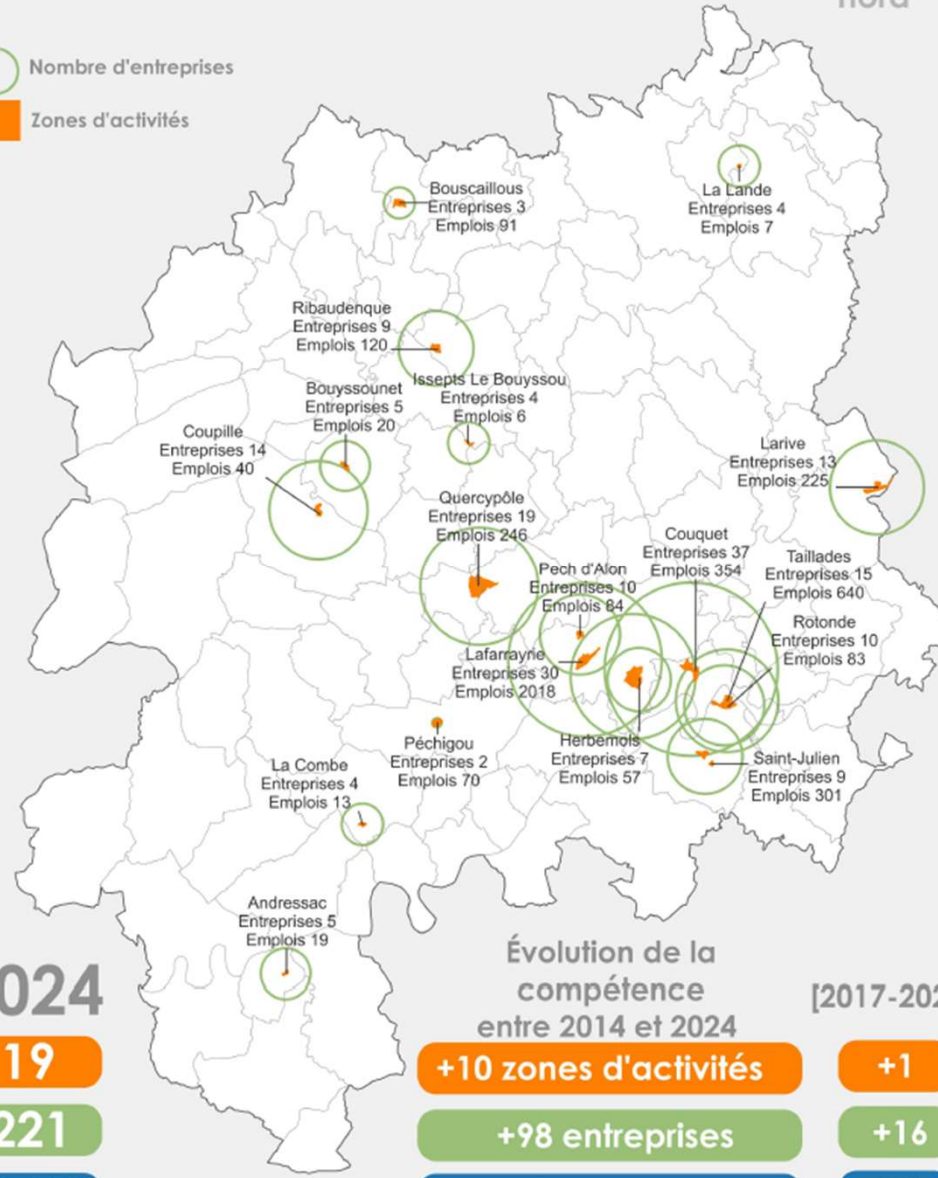 nord
Nombre d'entreprises
Zones d'activités
Bouscaillous
Entreprises 3
Emplois 91
La Lande
Entreprises 4
Emplois 7
Ribaudenque
Entreprises 9
Emplois 120
Bouyssounet
Entreprises 5
Emplois 20
Issepts Le Bouyssou
Entreprises 4
Emplois 6
Coupille
Entreprises 14
Emplois 40
Larive
Entreprises 13
Emplois 225
Quercypôle
Entreprises 19
Emplois 246
Couquet
Entreprises 37
Emplois 354
Taillades
Entreprises 15
Emplois 640
Pech d'Alon
Entreprises 10
Emplois 84
Rotonde
Entreprises 10
Emplois 83
Lafarrayrie
Entreprises 30
Emplois 2018
Herbemols
Entreprises 7
Emplois 57
Péchigou
Entreprises 2
Emplois 70
Saint-Julien
Entreprises 9
Emplois 301
La Combe
Entreprises 4
Emplois 13
Andressac
Entreprises 5
Emplois 19
024
19
221
Évolution de la
compétence
entre 2014 et 2024
+10 zones d'activités
+98 entreprises
[2017-202
+1
+16